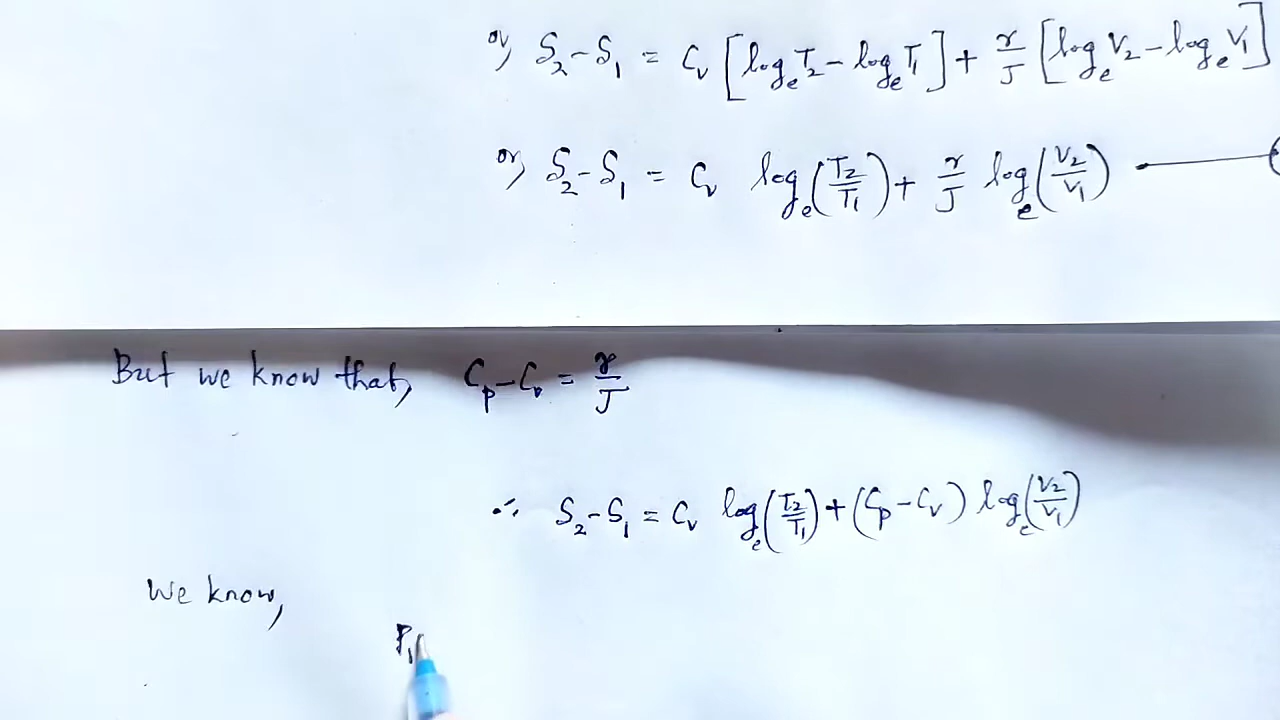 or, S₂-S₁ = Cᵥ [logₑT₂ - logₑT₁] + r/J [logₑV₂ - logₑV₁]
or, S₂-S₁ = Cᵥ logₑ(T₂/T₁) + r/J logₑ(V₂/V₁)
But we know that, Cₚ-Cᵥ = r/J
∴ S₂-S₁ = Cᵥ logₑ(T₂/T₁) + (Cₚ-Cᵥ) logₑ(V₂/V₁)
We know,
P₁